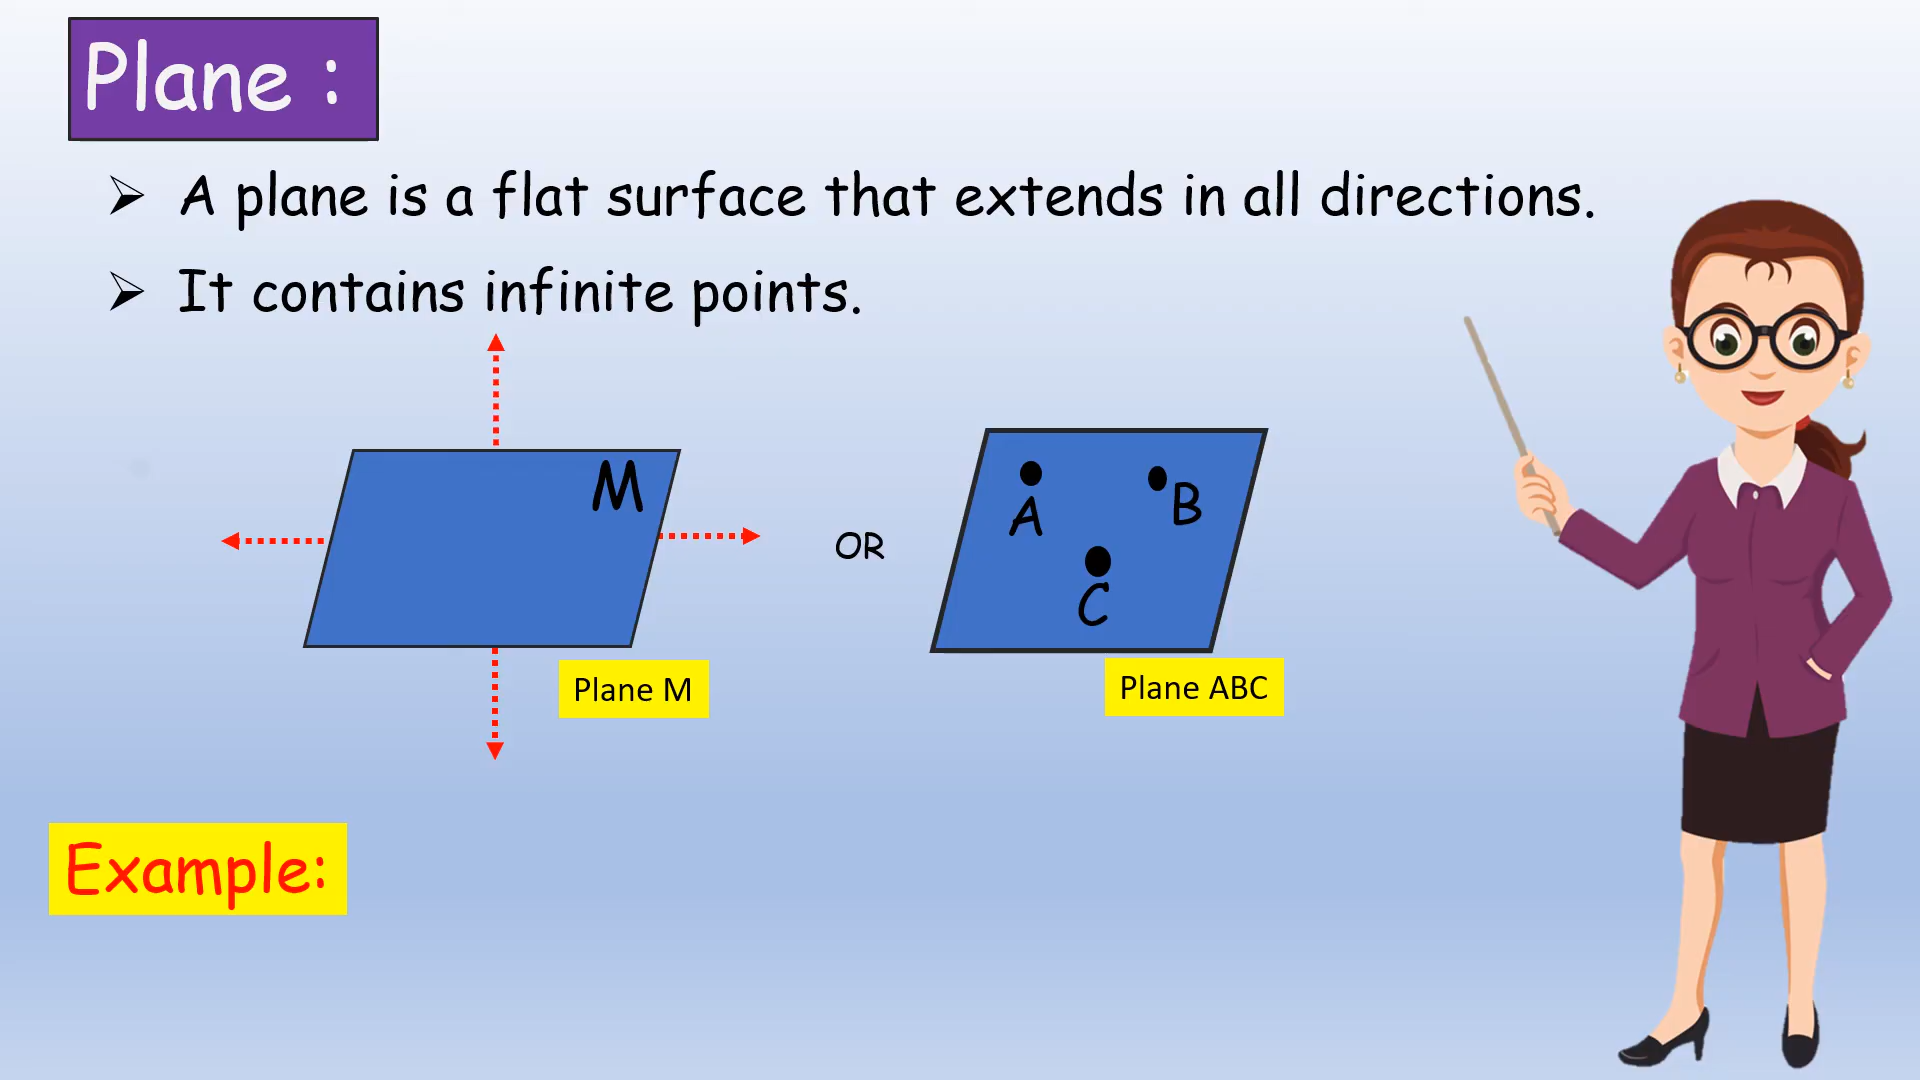 Plane :
A plane is a flat surface that extends in all directions.
It contains infinite points.
M
OR
A
B
C
Plane M
Plane ABC
Example: